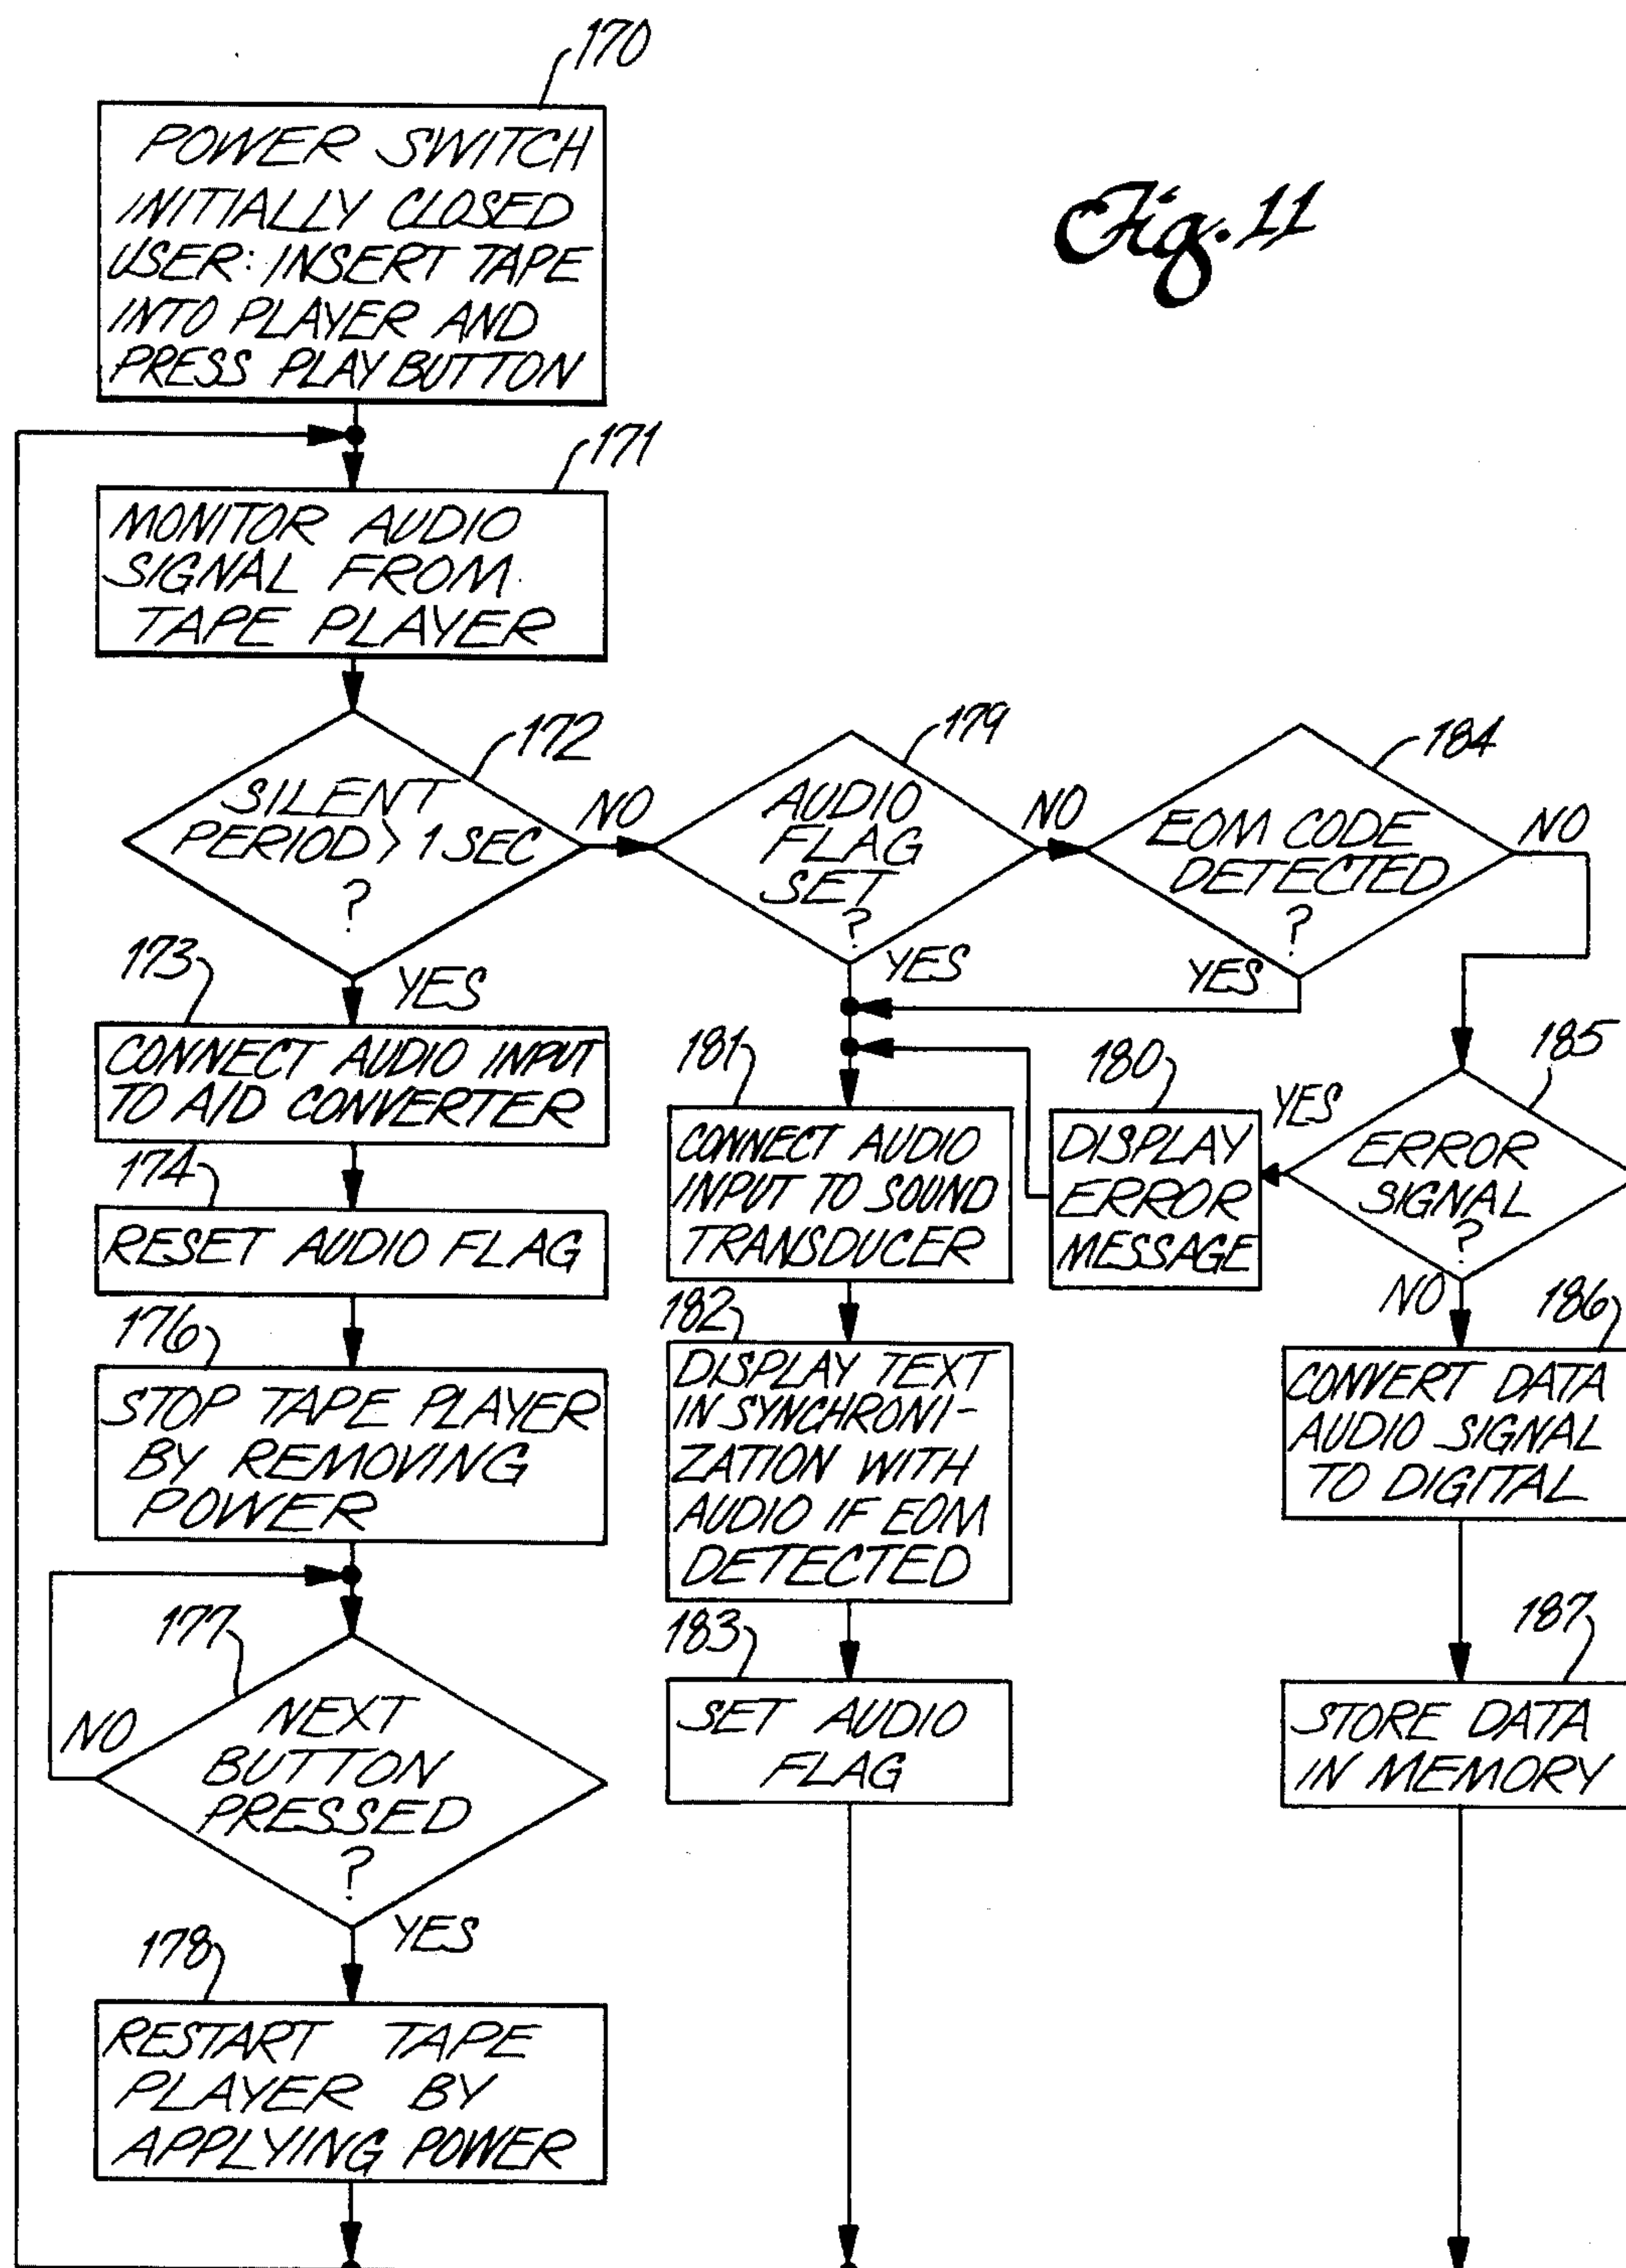 170
POWER SWITCH
INITIALLY CLOSED
USER: INSERT TAPE
INTO PLAYER AND
PRESS PLAY BUTTON
Fig. 11
171
MONITOR AUDIO
SIGNAL FROM
TAPE PLAYER
172
SILENT
PERIOD > 1 SEC
?
NO
YES
179
AUDIO
FLAG
SET
?
NO
YES
184
EOM CODE
DETECTED
?
NO
YES
173
CONNECT AUDIO INPUT
TO A/D CONVERTER
174
RESET AUDIO FLAG
176
STOP TAPE PLAYER
BY REMOVING
POWER
177
NEXT
BUTTON
PRESSED
?
NO
YES
178
RESTART TAPE
PLAYER BY
APPLYING POWER
181
CONNECT AUDIO
INPUT TO SOUND
TRANSDUCER
182
DISPLAY TEXT
IN SYNCHRONI-
ZATION WITH
AUDIO IF EOM
DETECTED
183
SET AUDIO
FLAG
180
DISPLAY
ERROR
MESSAGE
185
YES
ERROR
SIGNAL
?
NO
186
CONVERT DATA
AUDIO SIGNAL
TO DIGITAL
187
STORE DATA
IN MEMORY